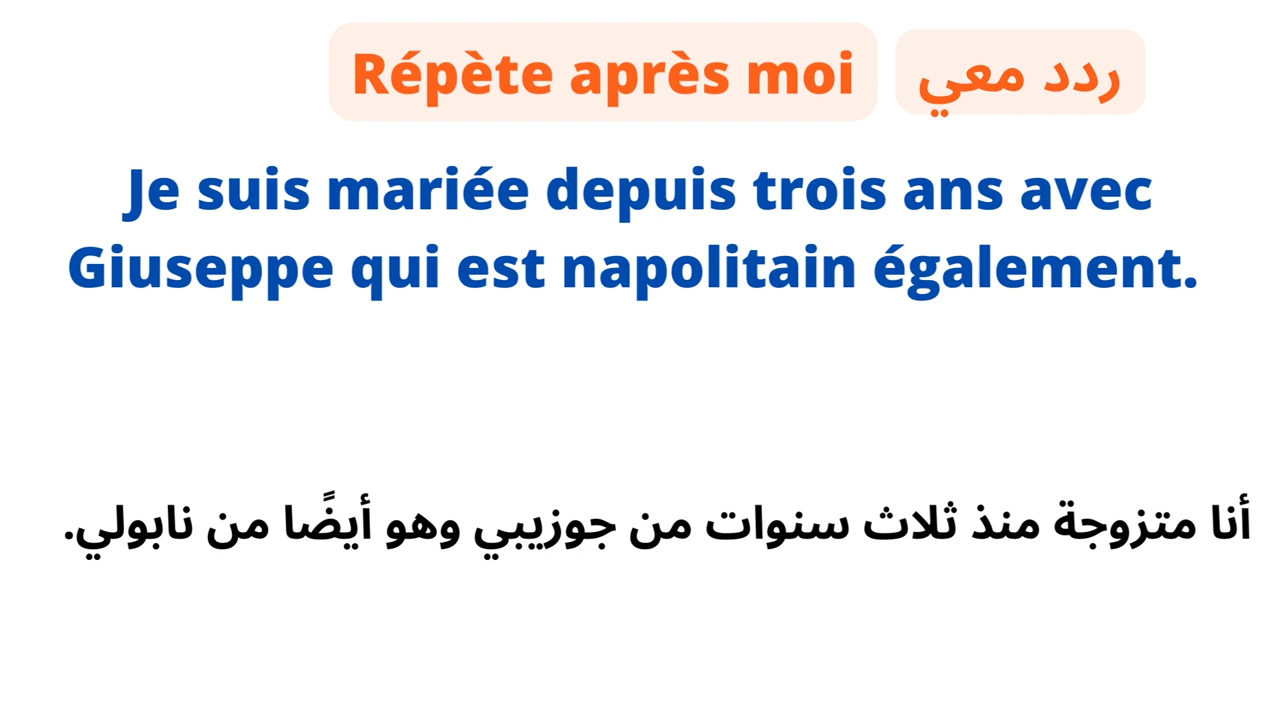 Répète après moi
ردد معي
Je suis mariée depuis trois ans avec
Giuseppe qui est napolitain également.
أنا متزوجة منذ ثلاث سنوات من جوزيبي وهو أيضًا من نابولي.